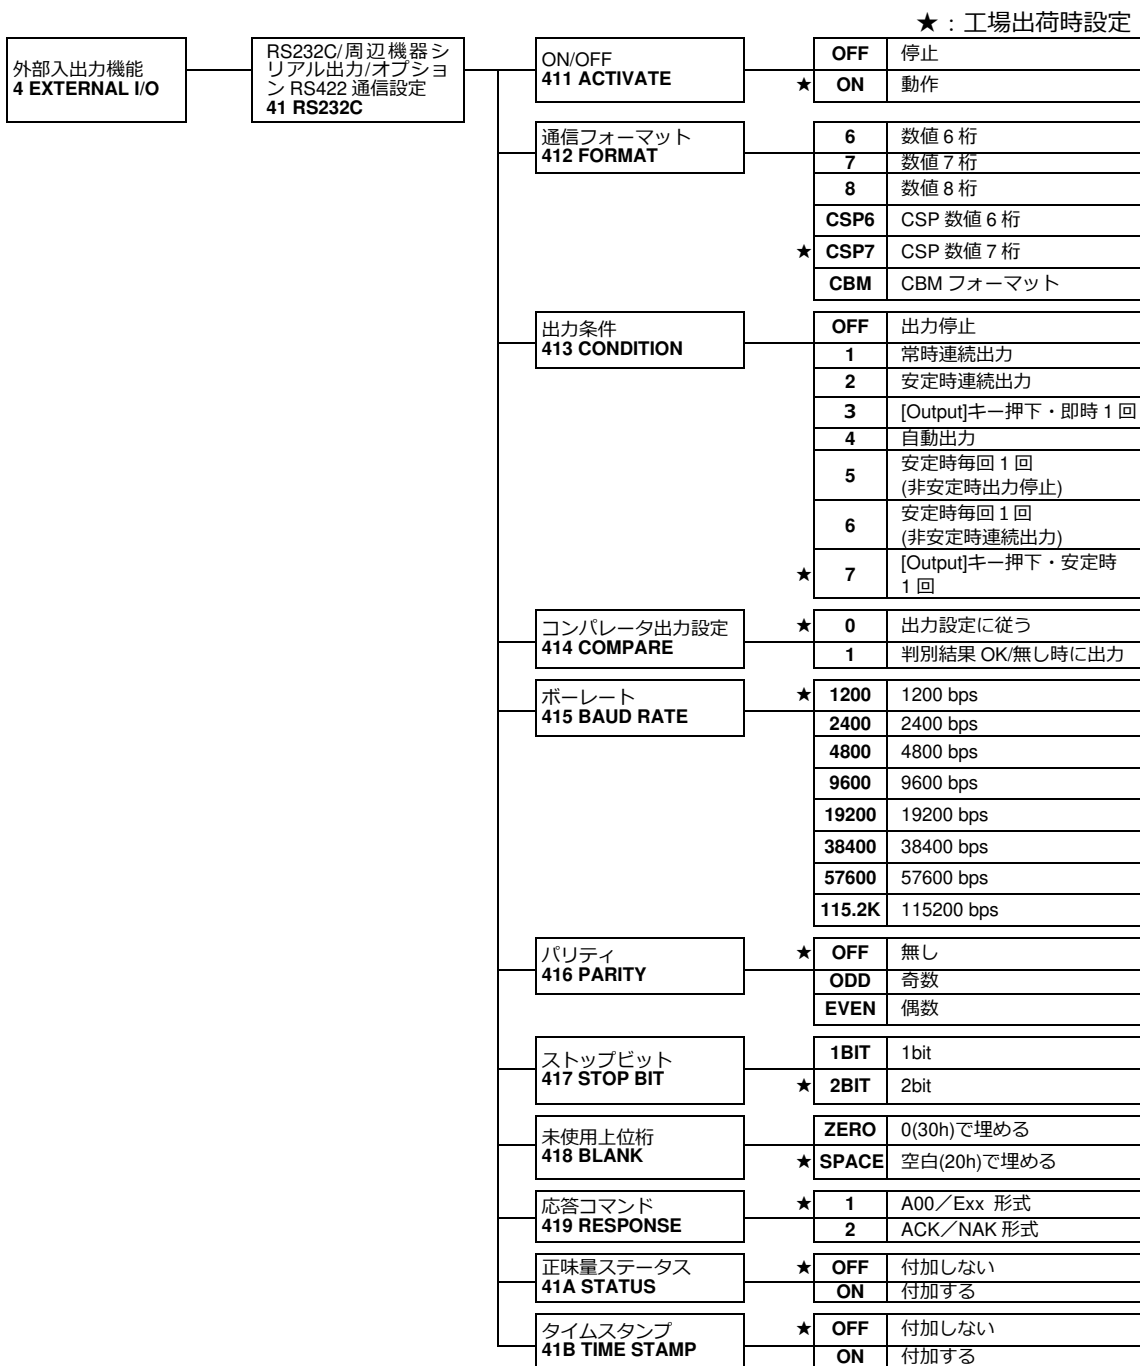 ★：工場出荷時設定
外部入出力機能
4 EXTERNAL I/O
RS232C/周辺機器シ
リアル出力/オプショ
ン RS422 通信設定
41 RS232C
ON/OFF
411 ACTIVATE
OFF 停止
★ ON 動作
通信フォーマット
412 FORMAT
6 数値 6 桁
7 数値 7 桁
8 数値 8 桁
CSP6 CSP 数値 6 桁
★ CSP7 CSP 数値 7 桁
CBM CBM フォーマット
出力条件
413 CONDITION
OFF 出力停止
1 常時連続出力
2 安定時連続出力
3 [Output]キー押下・即時 1 回
4 自動出力
5 安定時毎回 1 回
(非安定時出力停止)
6 安定時毎回 1 回
(非安定時連続出力)
★ 7 [Output]キー押下・安定時
1 回
コンパレータ出力設定
414 COMPARE
★ 0 出力設定に従う
1 判別結果 OK/無し時に出力
ボーレート
415 BAUD RATE
★ 1200 1200 bps
2400 2400 bps
4800 4800 bps
9600 9600 bps
19200 19200 bps
38400 38400 bps
57600 57600 bps
115.2K 115200 bps
パリティ
416 PARITY
★ OFF 無し
ODD 奇数
EVEN 偶数
ストップビット
417 STOP BIT
1BIT 1bit
★ 2BIT 2bit
未使用上位桁
418 BLANK
ZERO 0(30h)で埋める
★ SPACE 空白(20h)で埋める
応答コマンド
419 RESPONSE
★ 1 A00／Exx 形式
2 ACK／NAK 形式
正味量ステータス
41A STATUS
★ OFF 付加しない
ON 付加する
タイムスタンプ
41B TIME STAMP
★ OFF 付加しない
ON 付加する